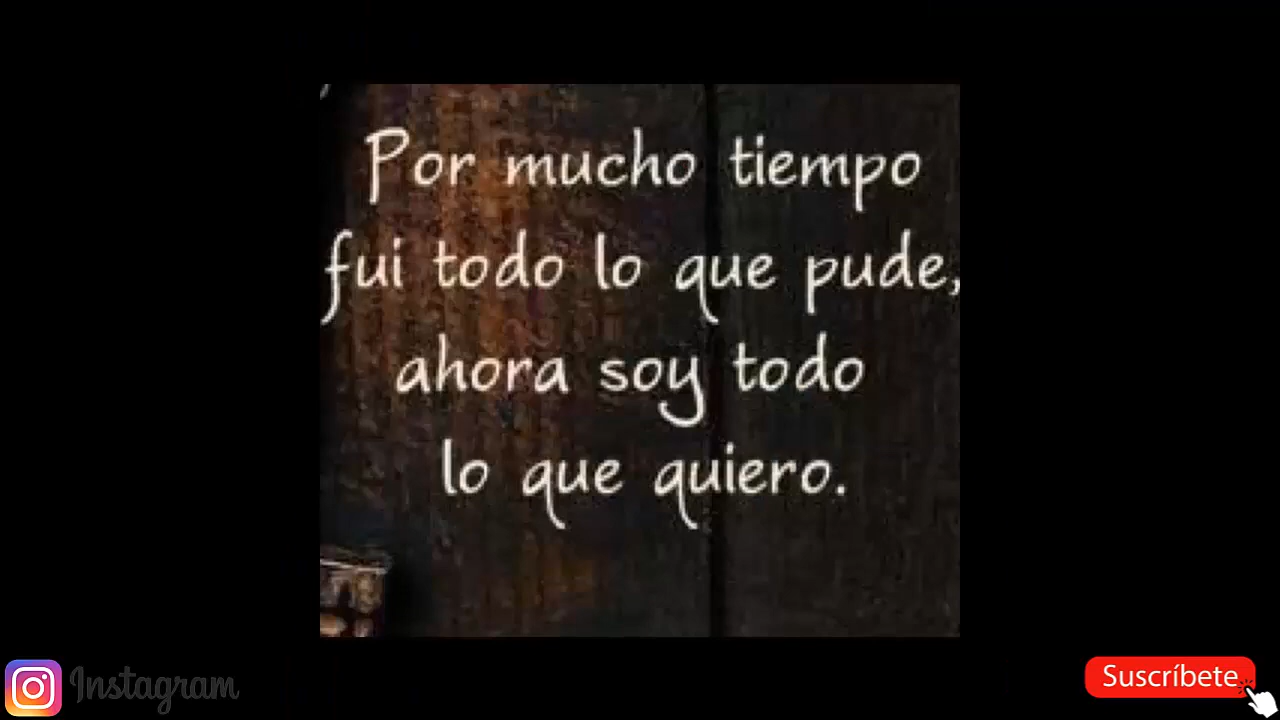 Por mucho tiempo
fui todo lo que pude,
ahora soy todo
lo que quiero.
Instagram
Suscríbete